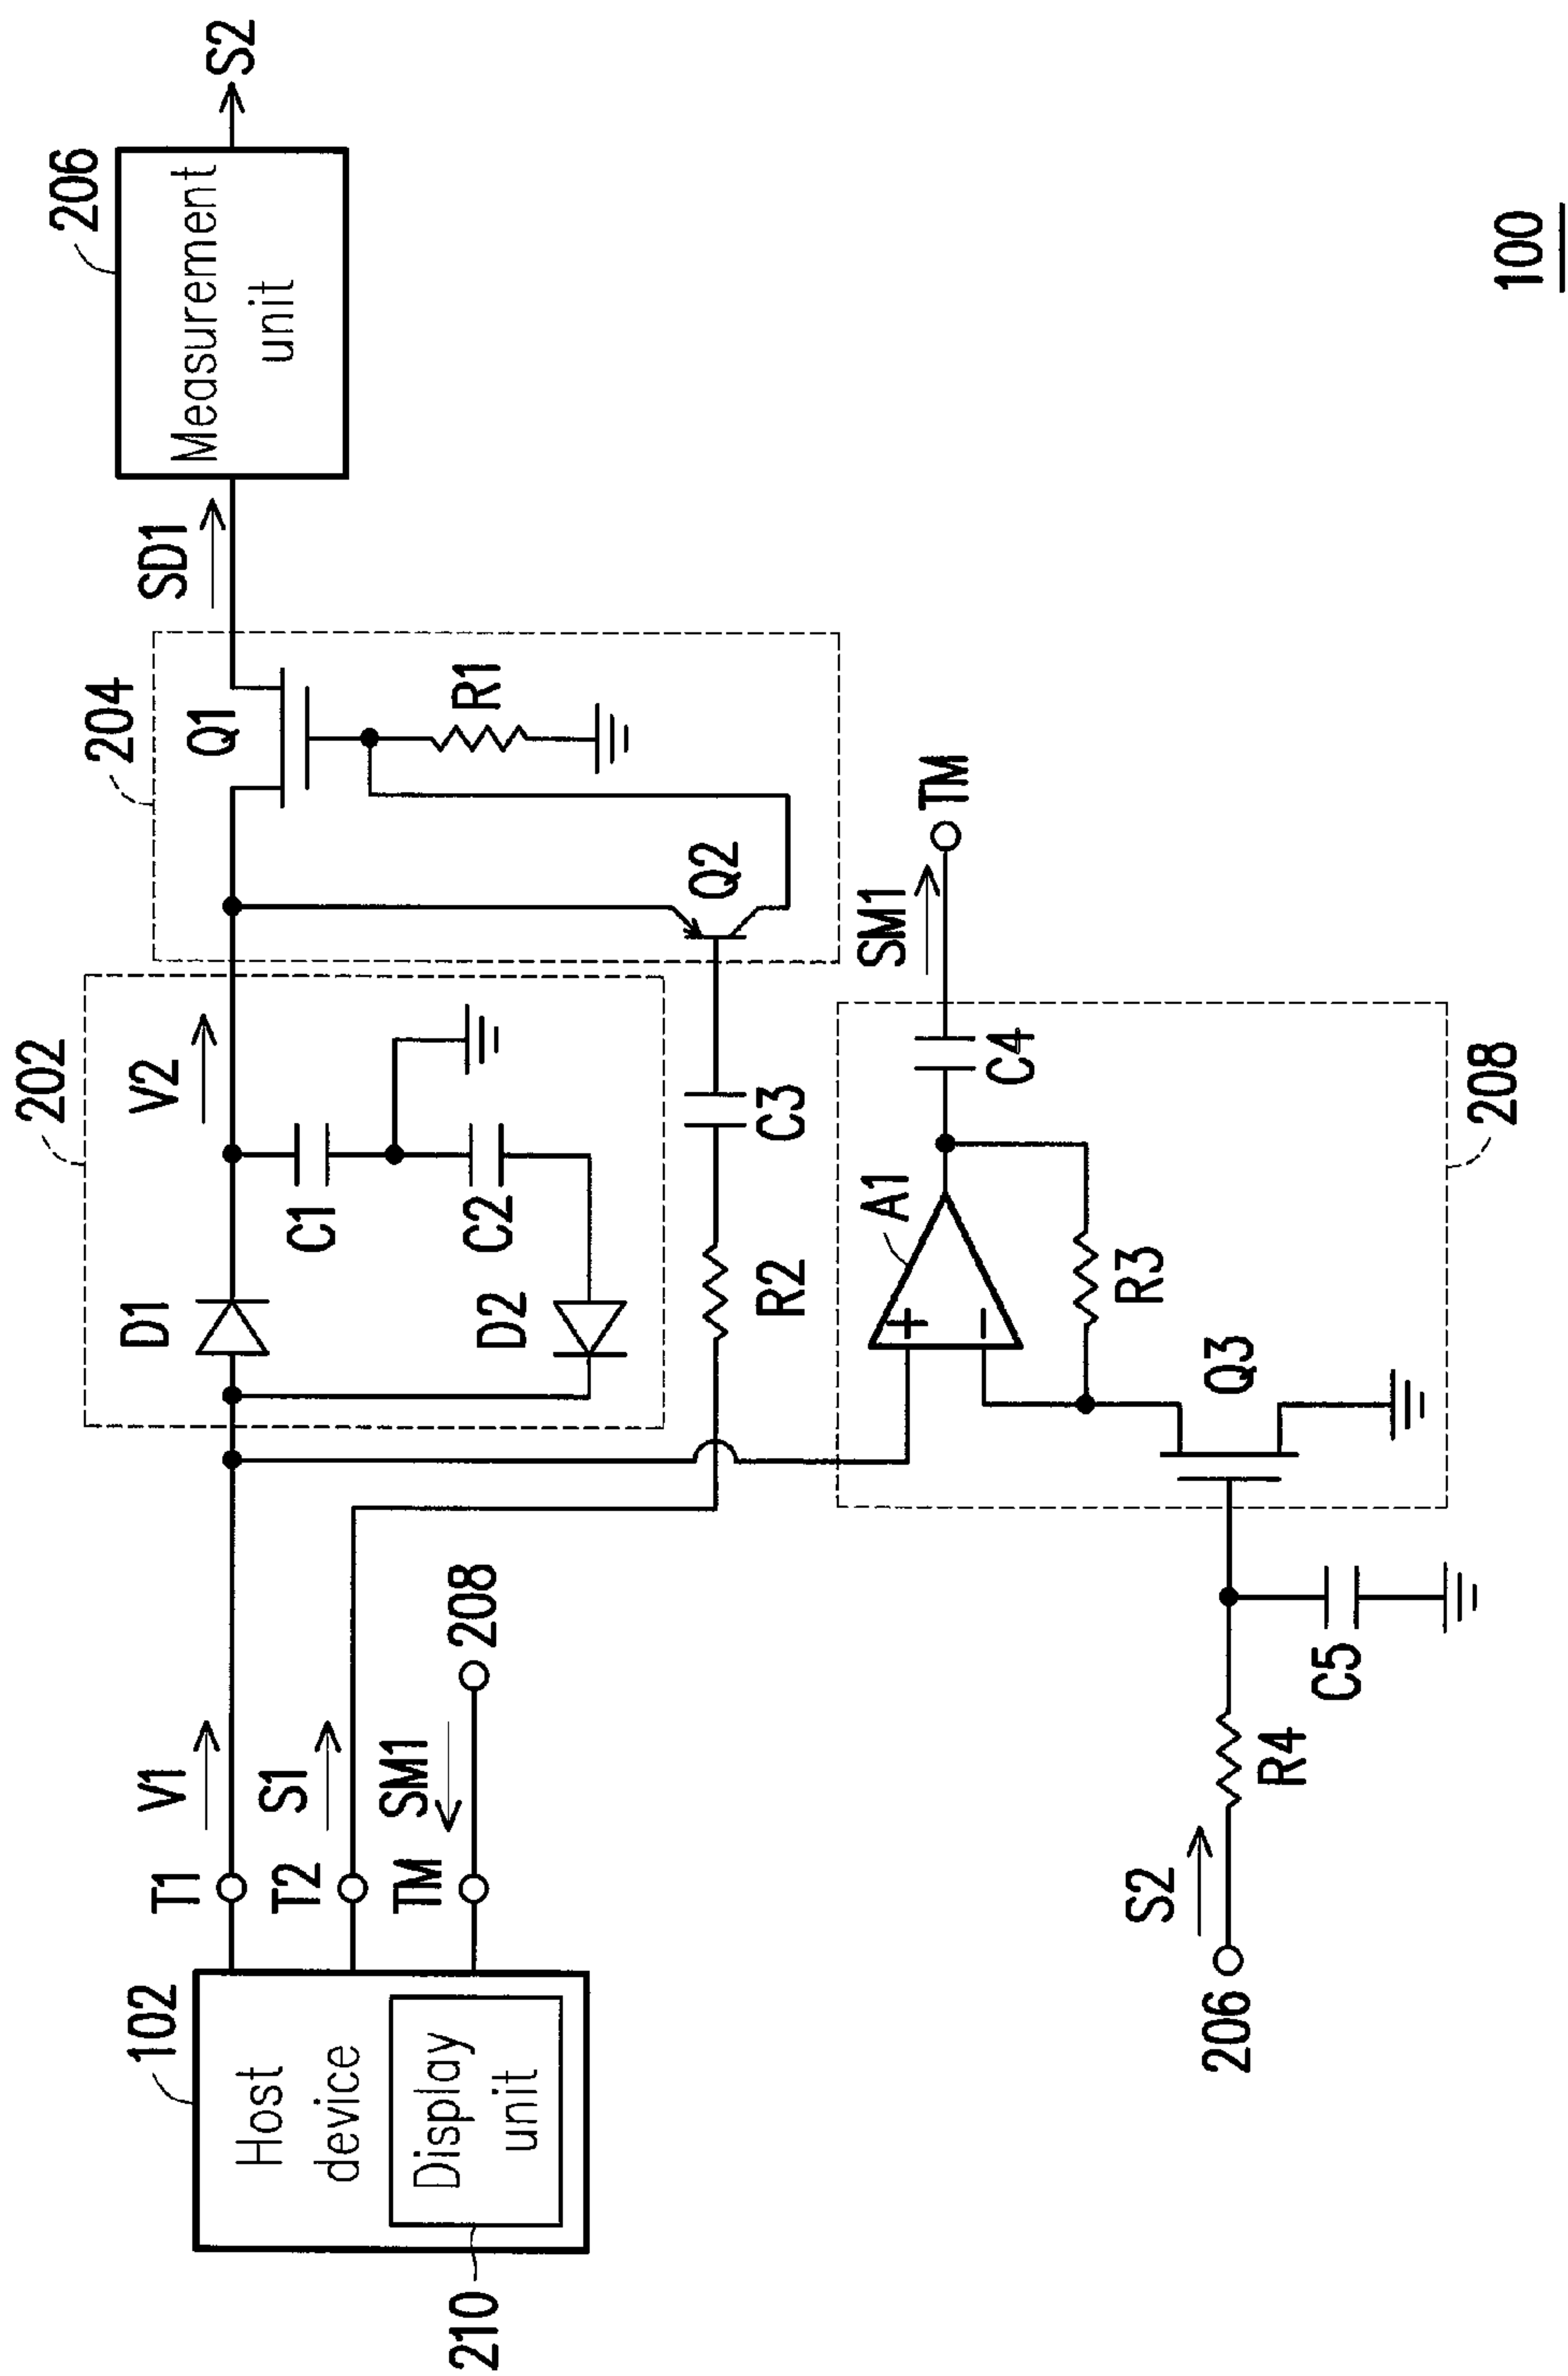 102
Host
device
Display
unit
210
T1
V1
T2
S1
TM
SM1
208
202
D1
V2
C1
C2
D2
R2
C3
204
Q1
R1
Q2
SD1
206
Measurement
unit
S2
206
S2
R4
C5
Q3
A1
+
−
R3
C4
SM1
TM
208
100